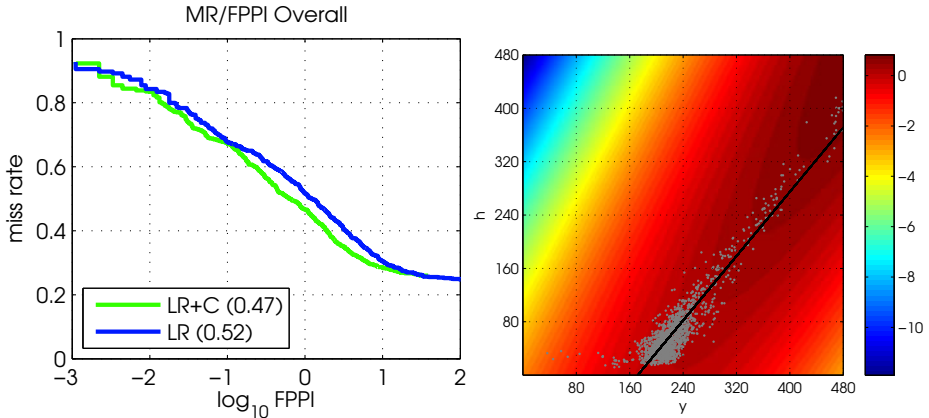 MR/FPPI Overall
1
0.8
0.6
0.4
0.2
0
miss rate
LR+C (0.47)
LR (0.52)
−3 −2 −1 0 1 2
log10 FPPI
480
400
320
240
160
80
h
80 160 240 320 400 480
y
0
−2
−4
−6
−8
−10